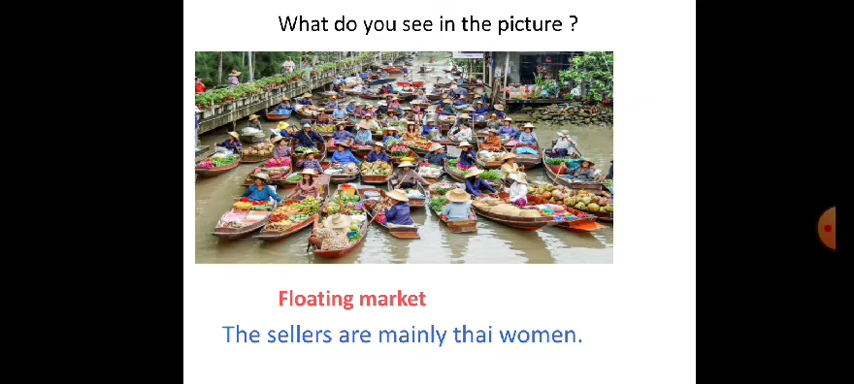 What do you see in the picture ?
Floating market
The sellers are mainly thai women.